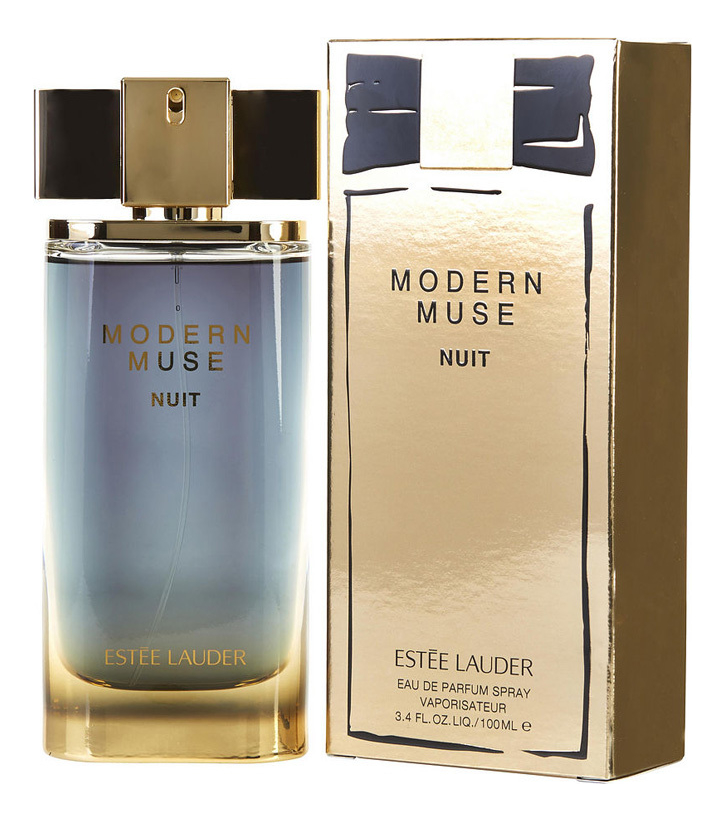 MODERN
MUSE
NUIT
ESTĒE LAUDER
MODERN
MUSE
NUIT
ESTĒE LAUDER
EAU DE PARFUM SPRAY
VAPORISATEUR
3.4 FL.OZ.LIQ./100ML ℮